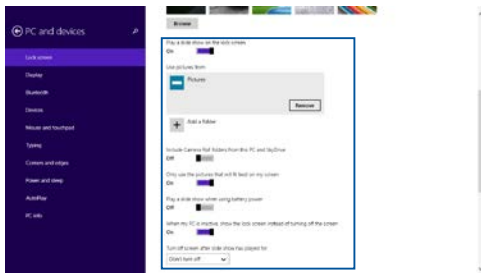 PC and devices
Lock screen
Display
Bluetooth
Devices
Mouse and touchpad
Typing
Corners and edges
Power and sleep
AutoPlay
PC info
Browse
Play a slide show on the lock screen
On
Use pictures from
Pictures
Remove
Add a folder
Include Camera Roll folders from this PC and SkyDrive
Off
Only use the pictures that will fit best on my screen
On
Play a slide show when using battery power
Off
When my PC is inactive, show the lock screen instead of turning off the screen
On
Turn off screen after slide show has played for
Don't turn off